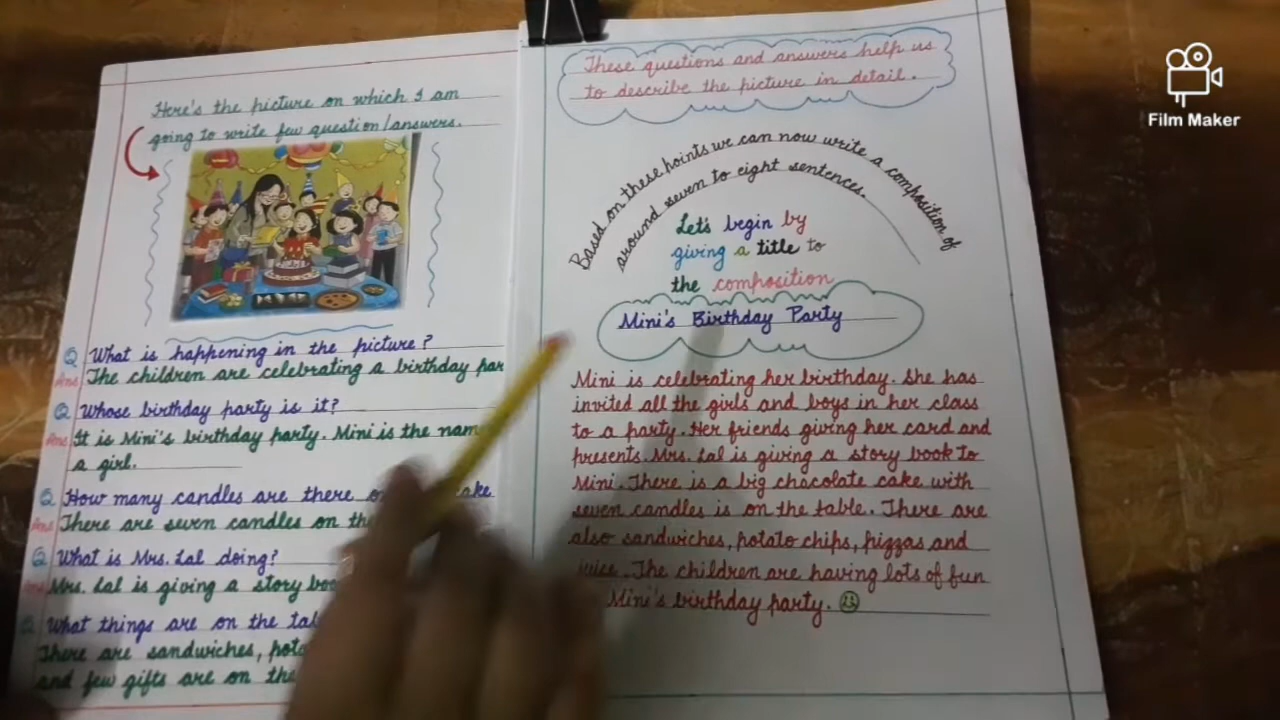 Here's the picture on which I am
going to write few question/answers.
Q What is happening in the picture?
Ans The children are celebrating a birthday par
Q Whose birthday party is it?
Ans It is Mini's birthday party. Mini is the nam
a girl.
Q How many candles are there on cake
Ans There are seven candles on the
Q What is Mrs. Lal doing?
Ans Mrs. Lal is giving a story boo
Q What things are on the tab
There are sandwiches, pota
and few gifts are on the
These questions and answers help us
to describe the picture in detail.
Based on these points we can now write a composition of
around seven to eight sentences.
Let's begin by
giving a title to
the composition
Mini's Birthday Party
Mini is celebrating her birthday. She has
invited all the girls and boys in her class
to a party. Her friends giving her card and
presents. Mrs. Lal is giving a story book to
Mini. There is a big chocolate cake with
seven candles is on the table. There are
also sandwiches, potato chips, pizzas and
juice. The children are having lots of fun
Mini's birthday party.
Film Maker